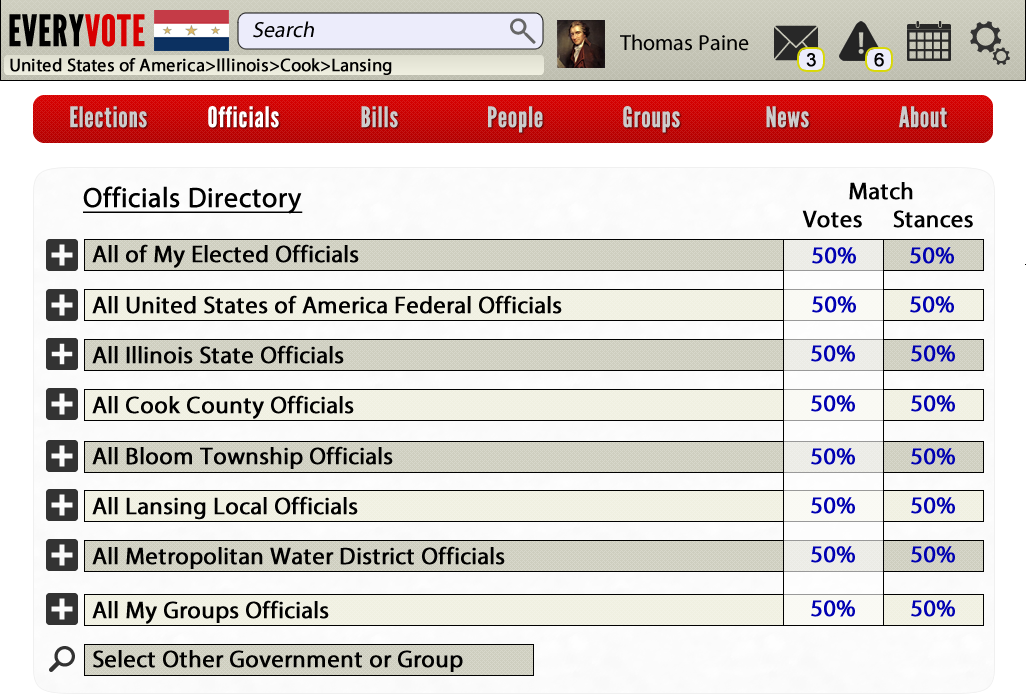 EVERYVOTE
Search
Thomas Paine
3
6
United States of America>Illinois>Cook>Lansing
Elections Officials Bills People Groups News About
Officials Directory
Match
Votes Stances
All of My Elected Officials 50% 50%
All United States of America Federal Officials 50% 50%
All Illinois State Officials 50% 50%
All Cook County Officials 50% 50%
All Bloom Township Officials 50% 50%
All Lansing Local Officials 50% 50%
All Metropolitan Water District Officials 50% 50%
All My Groups Officials 50% 50%
Select Other Government or Group